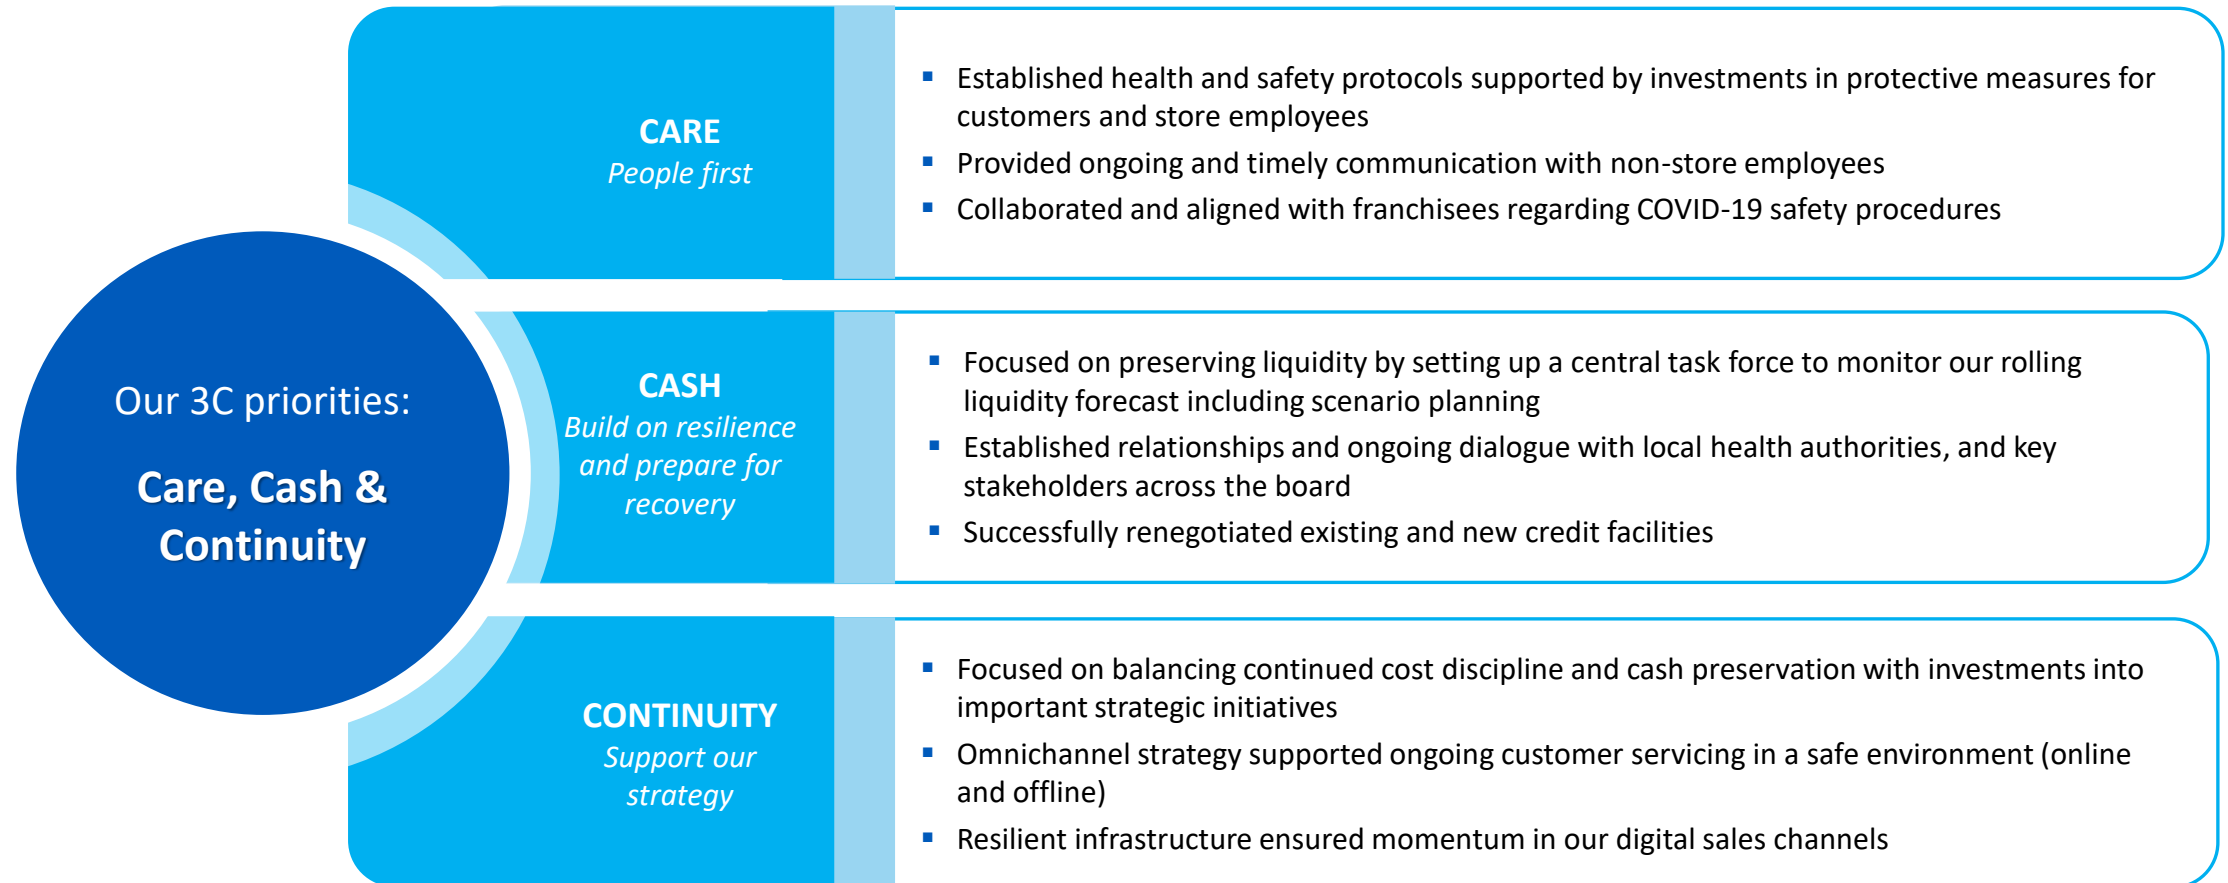 Our 3C priorities:
Care, Cash &
Continuity
CARE
People first
▪ Established health and safety protocols supported by investments in protective measures for
customers and store employees
▪ Provided ongoing and timely communication with non-store employees
▪ Collaborated and aligned with franchisees regarding COVID-19 safety procedures
CASH
Build on resilience
and prepare for
recovery
▪ Focused on preserving liquidity by setting up a central task force to monitor our rolling
liquidity forecast including scenario planning
▪ Established relationships and ongoing dialogue with local health authorities, and key
stakeholders across the board
▪ Successfully renegotiated existing and new credit facilities
CONTINUITY
Support our
strategy
▪ Focused on balancing continued cost discipline and cash preservation with investments into
important strategic initiatives
▪ Omnichannel strategy supported ongoing customer servicing in a safe environment (online
and offline)
▪ Resilient infrastructure ensured momentum in our digital sales channels